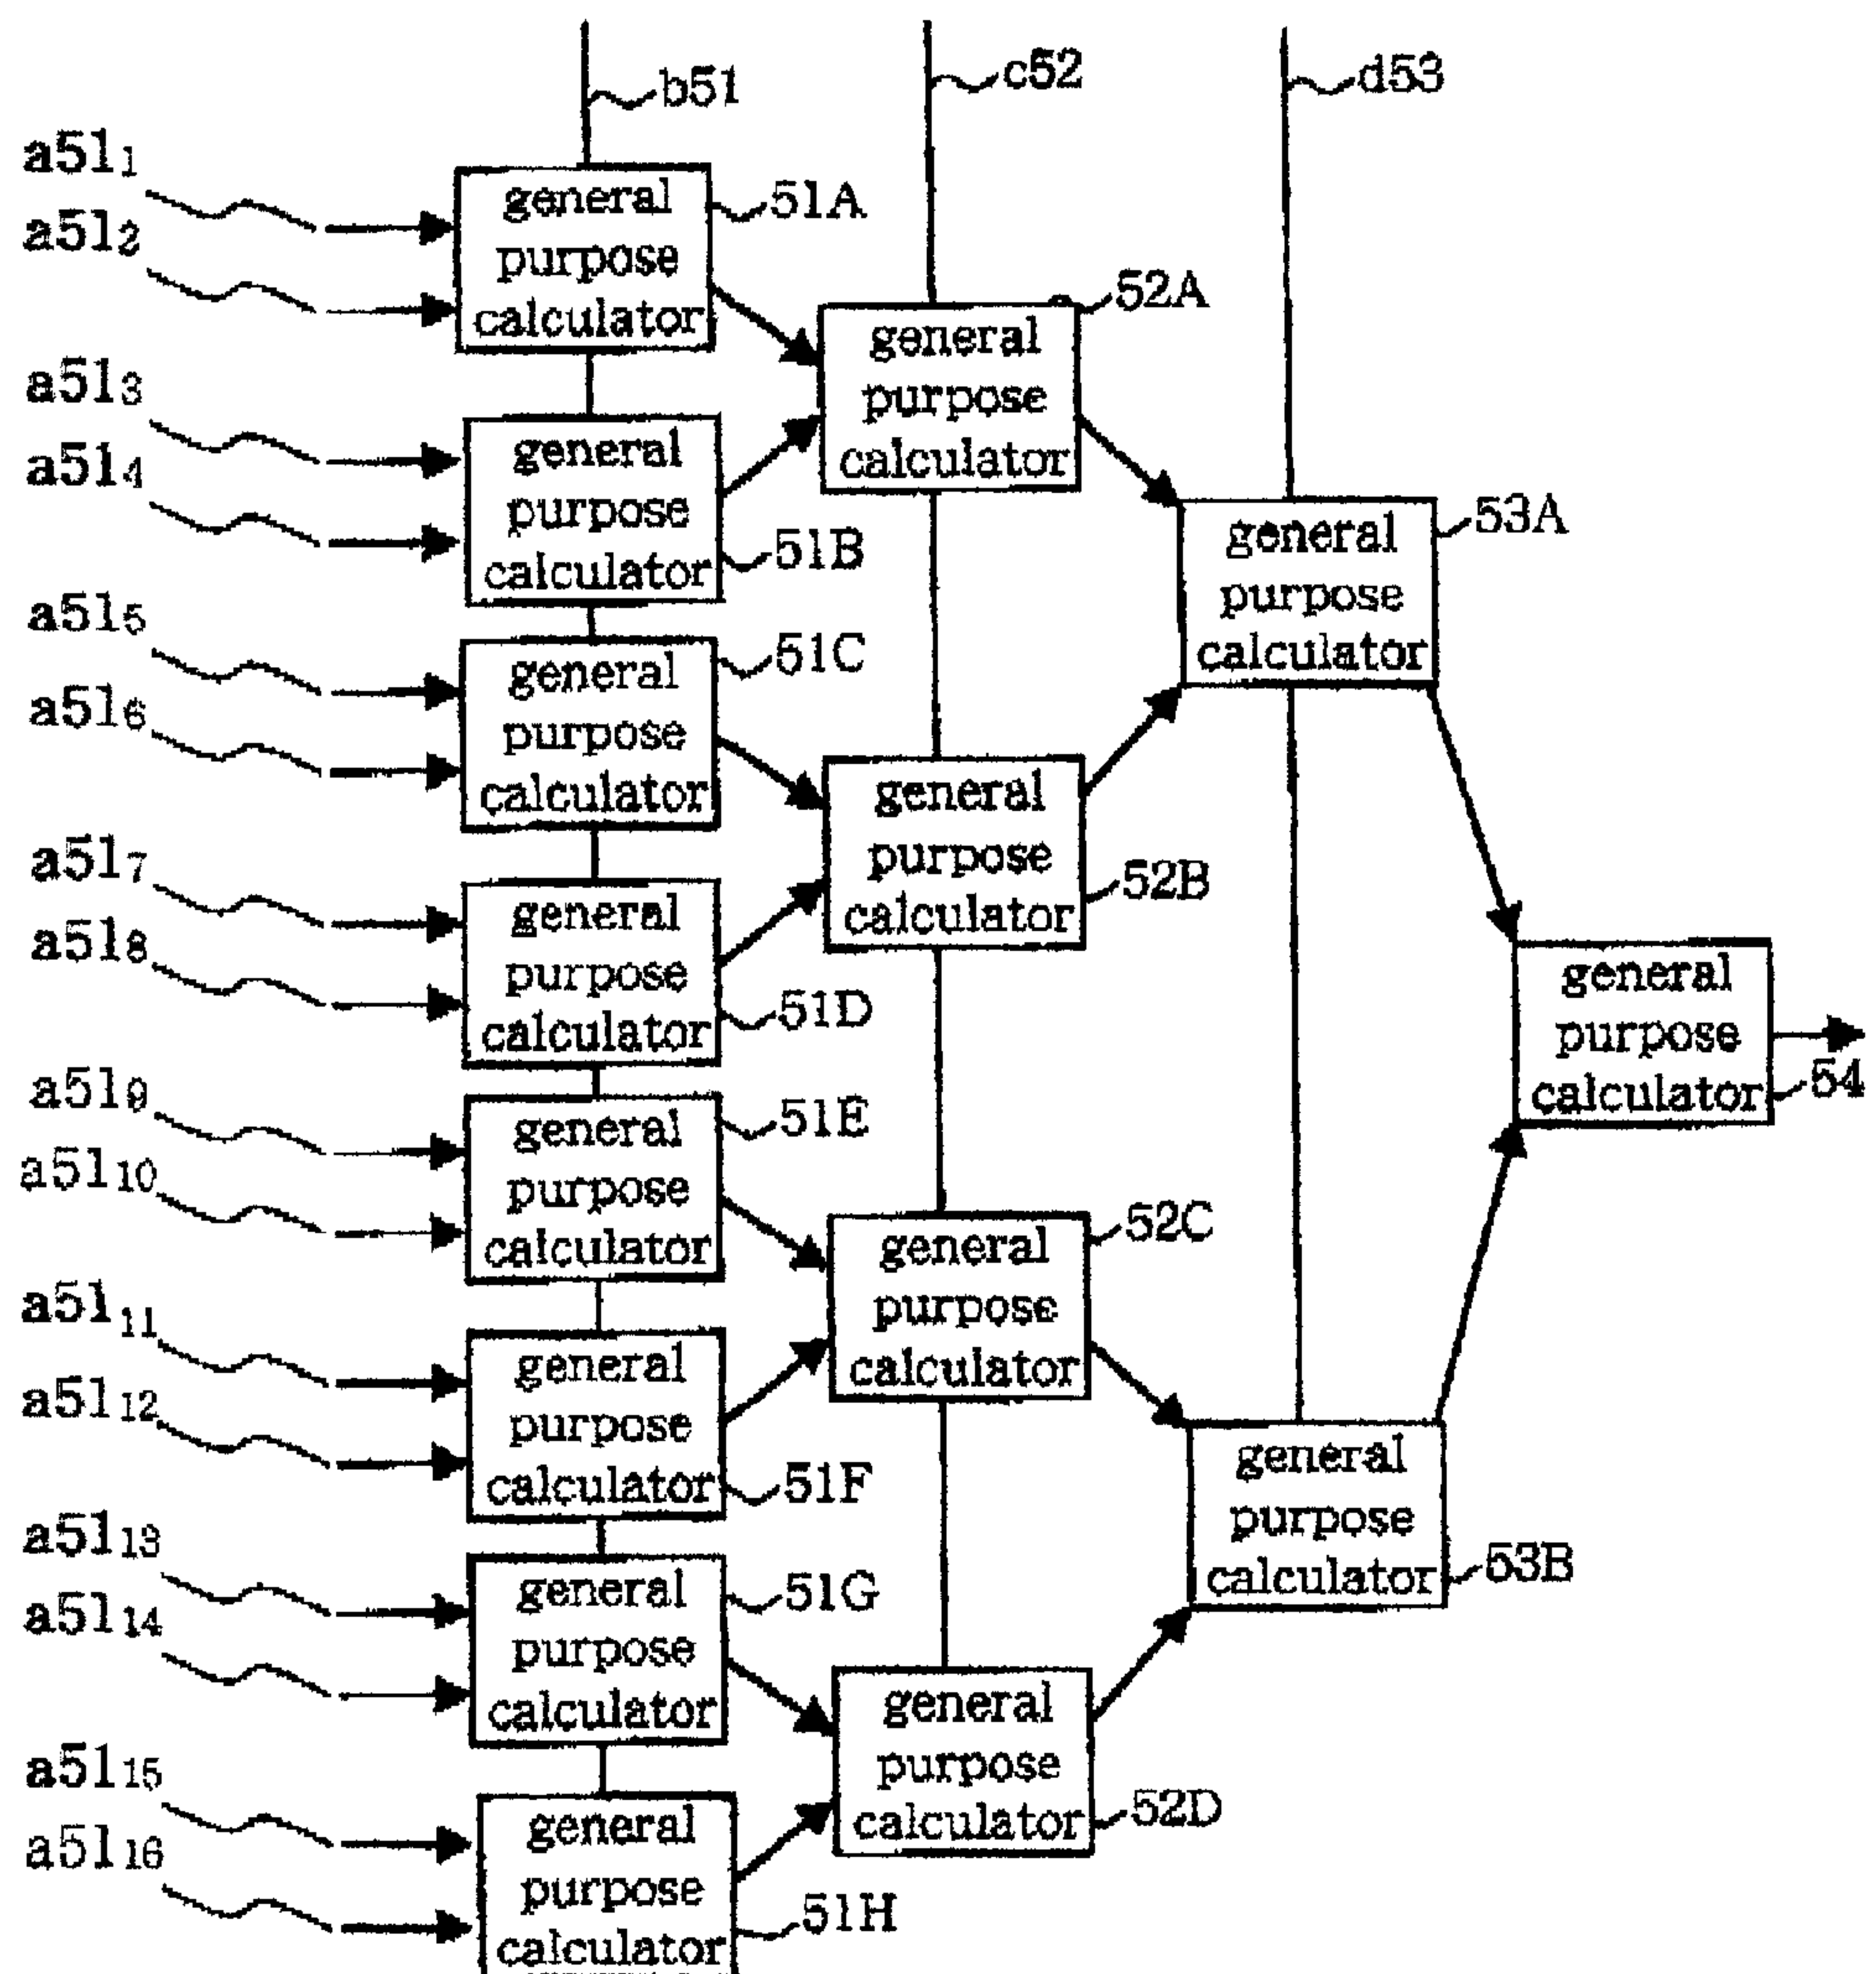 b51
c52
d53
a51₁
a51₂
general
purpose
calculator
51A
a51₃
a51₄
general
purpose
calculator
51B
a51₅
a51₆
general
purpose
calculator
51C
a51₇
a51₈
general
purpose
calculator
51D
a51₉
a51₁₀
general
purpose
calculator
51E
a51₁₁
a51₁₂
general
purpose
calculator
51F
a51₁₃
a51₁₄
general
purpose
calculator
51G
a51₁₅
a51₁₆
general
purpose
calculator
51H
general
purpose
calculator
52A
general
purpose
calculator
52B
general
purpose
calculator
52C
general
purpose
calculator
52D
general
purpose
calculator
53A
general
purpose
calculator
53B
general
purpose
calculator
54